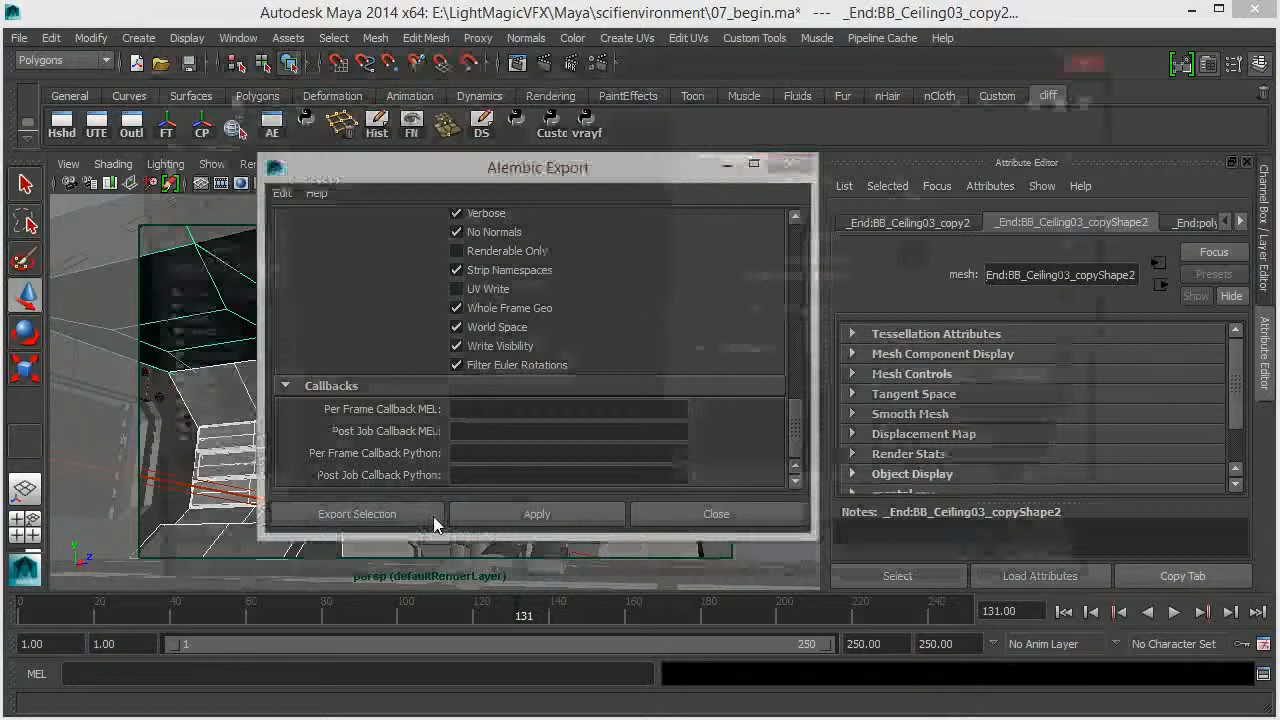 Autodesk Maya 2014 x64: E:\LightMagicVFX\Maya\scifienvironment\07_begin.ma* --- _End:BB_Ceiling03_copy2...
File Edit Modify Create Display Window Assets Select Mesh Edit Mesh Proxy Normals Color Create UVs Edit UVs Custom Tools Muscle Pipeline Cache Help
Polygons
General Curves Surfaces Polygons Deformation Animation Dynamics Rendering PaintEffects Toon Muscle Fluids Fur nHair nCloth Custom cliff
Hshd UTE Outl FT CP AE Hist FN DS Custo vrayf
View Shading Lighting Show Re
Alembic Export
Edit Help
Verbose
No Normals
Renderable Only
Strip Namespaces
UV Write
Whole Frame Geo
World Space
Write Visibility
Filter Euler Rotations
Callbacks
Per Frame Callback MEL:
Post Job Callback MEL:
Per Frame Callback Python:
Post Job Callback Python:
Export Selection Apply Close
persp (defaultRenderLayer)
Attribute Editor
List Selected Focus Attributes Show Help
_End:BB_Ceiling03_copy2 _End:BB_Ceiling03_copyShape2 _End:poly
mesh: End:BB_Ceiling03_copyShape2
Focus
Presets
Show Hide
Tessellation Attributes
Mesh Component Display
Mesh Controls
Tangent Space
Smooth Mesh
Displacement Map
Render Stats
Object Display
Notes: _End:BB_Ceiling03_copyShape2
Select Load Attributes Copy Tab
Channel Box / Layer Editor
Attribute Editor
0 20 40 60 80 100 120 140 160 180 200 220 240
131
131.00
1.00 1.00 1 250 250.00 250.00 No Anim Layer No Character Set
MEL